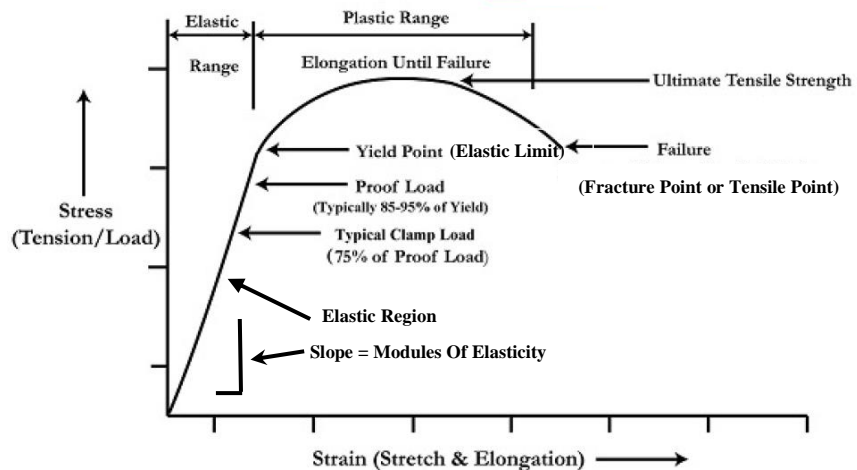 Elastic
Range
Plastic Range
Elongation Until Failure
Ultimate Tensile Strength
Yield Point (Elastic Limit)
Failure
(Fracture Point or Tensile Point)
Proof Load
(Typically 85-95% of Yield)
Stress
(Tension/Load)
Typical Clamp Load
(75% of Proof Load)
Elastic Region
Slope = Modules Of Elasticity
Strain (Stretch & Elongation)